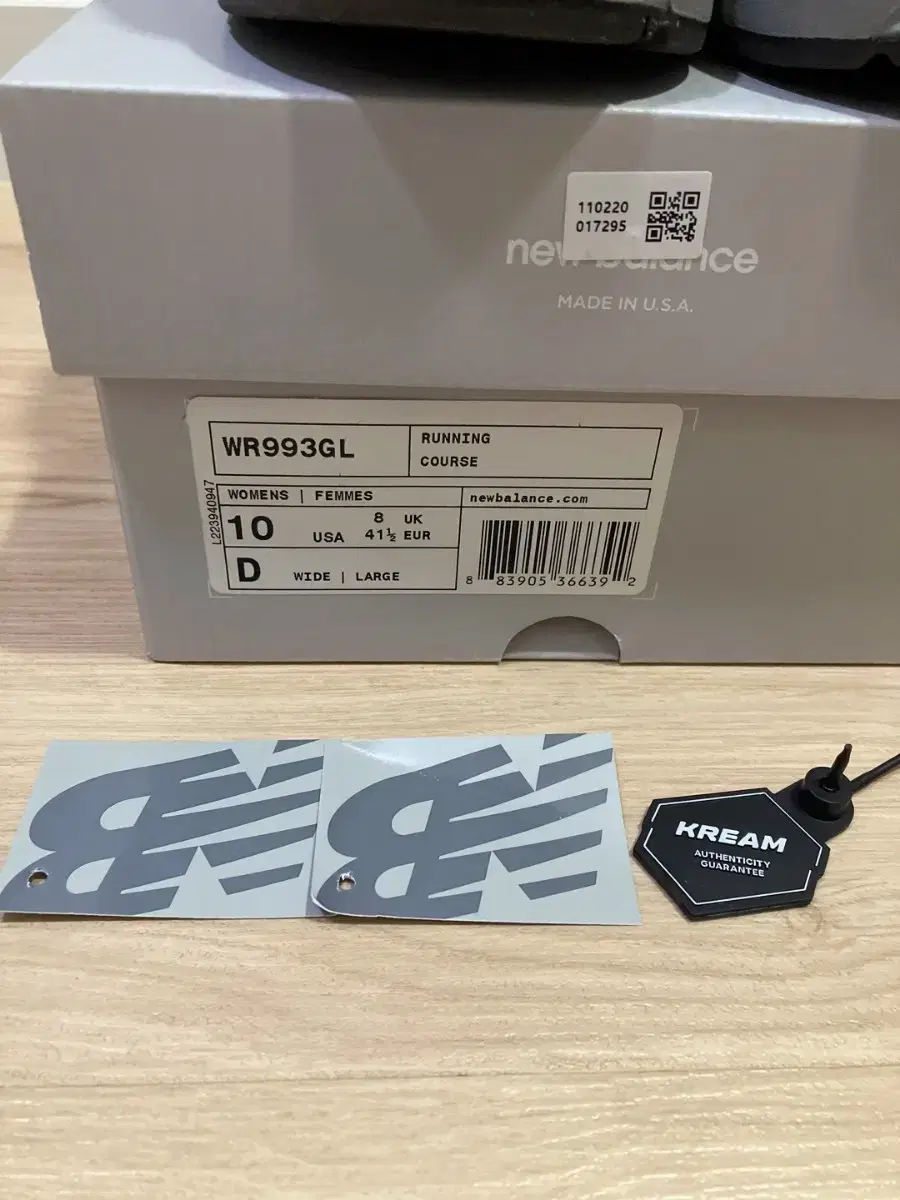 110220
017295
new balance
MADE IN U.S.A.
WR993GL
RUNNING
COURSE
L223940947
WOMENS | FEMMES
newbalance.com
10 USA 8 UK
41½ EUR
D WIDE | LARGE
8 83905 36639 2
KREAM
AUTHENTICITY
GUARANTEE